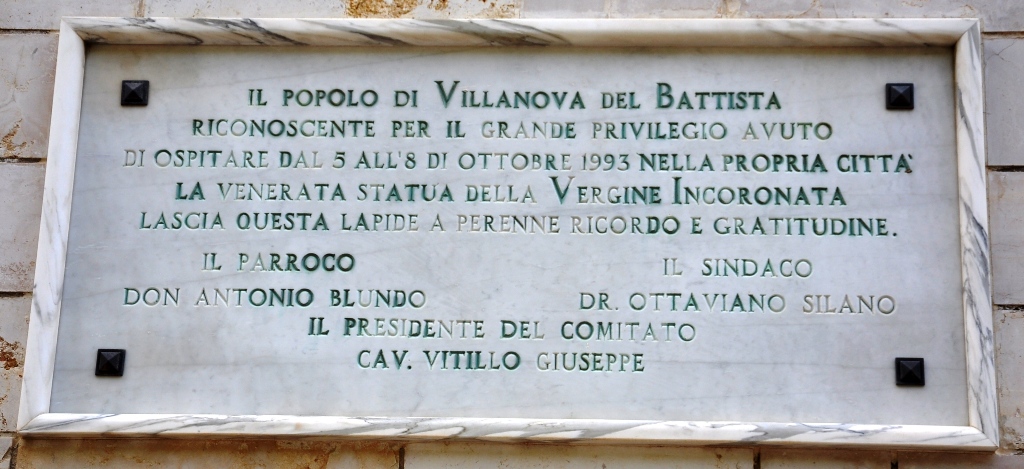 IL POPOLO DI VILLANOVA DEL BATTISTA
RICONOSCENTE PER IL GRANDE PRIVILEGIO AVUTO
DI OSPITARE DAL 5 ALL'8 DI OTTOBRE 1993 NELLA PROPRIA CITTA'
LA VENERATA STATUA DELLA VERGINE INCORONATA
LASCIA QUESTA LAPIDE A PERENNE RICORDO E GRATITUDINE.
IL PARROCO IL SINDACO
DON ANTONIO BLUNDO DR. OTTAVIANO SILANO
IL PRESIDENTE DEL COMITATO
CAV. VITILLO GIUSEPPE